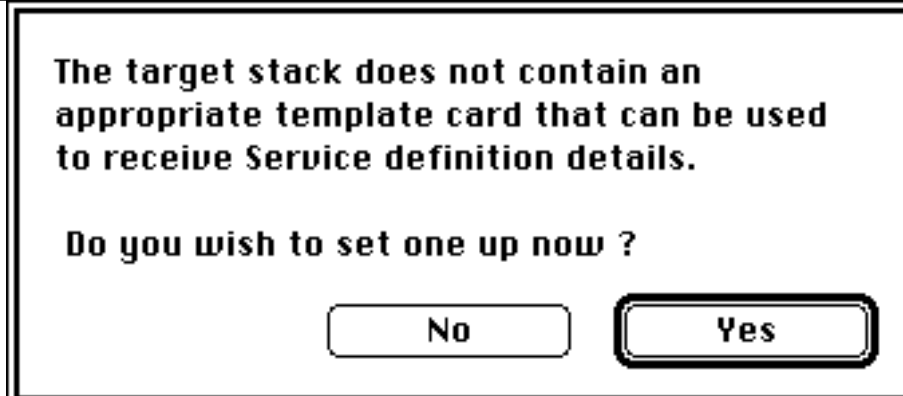 The target stack does not contain an
appropriate template card that can be used
to receive Service definition details.
Do you wish to set one up now ?
No
Yes